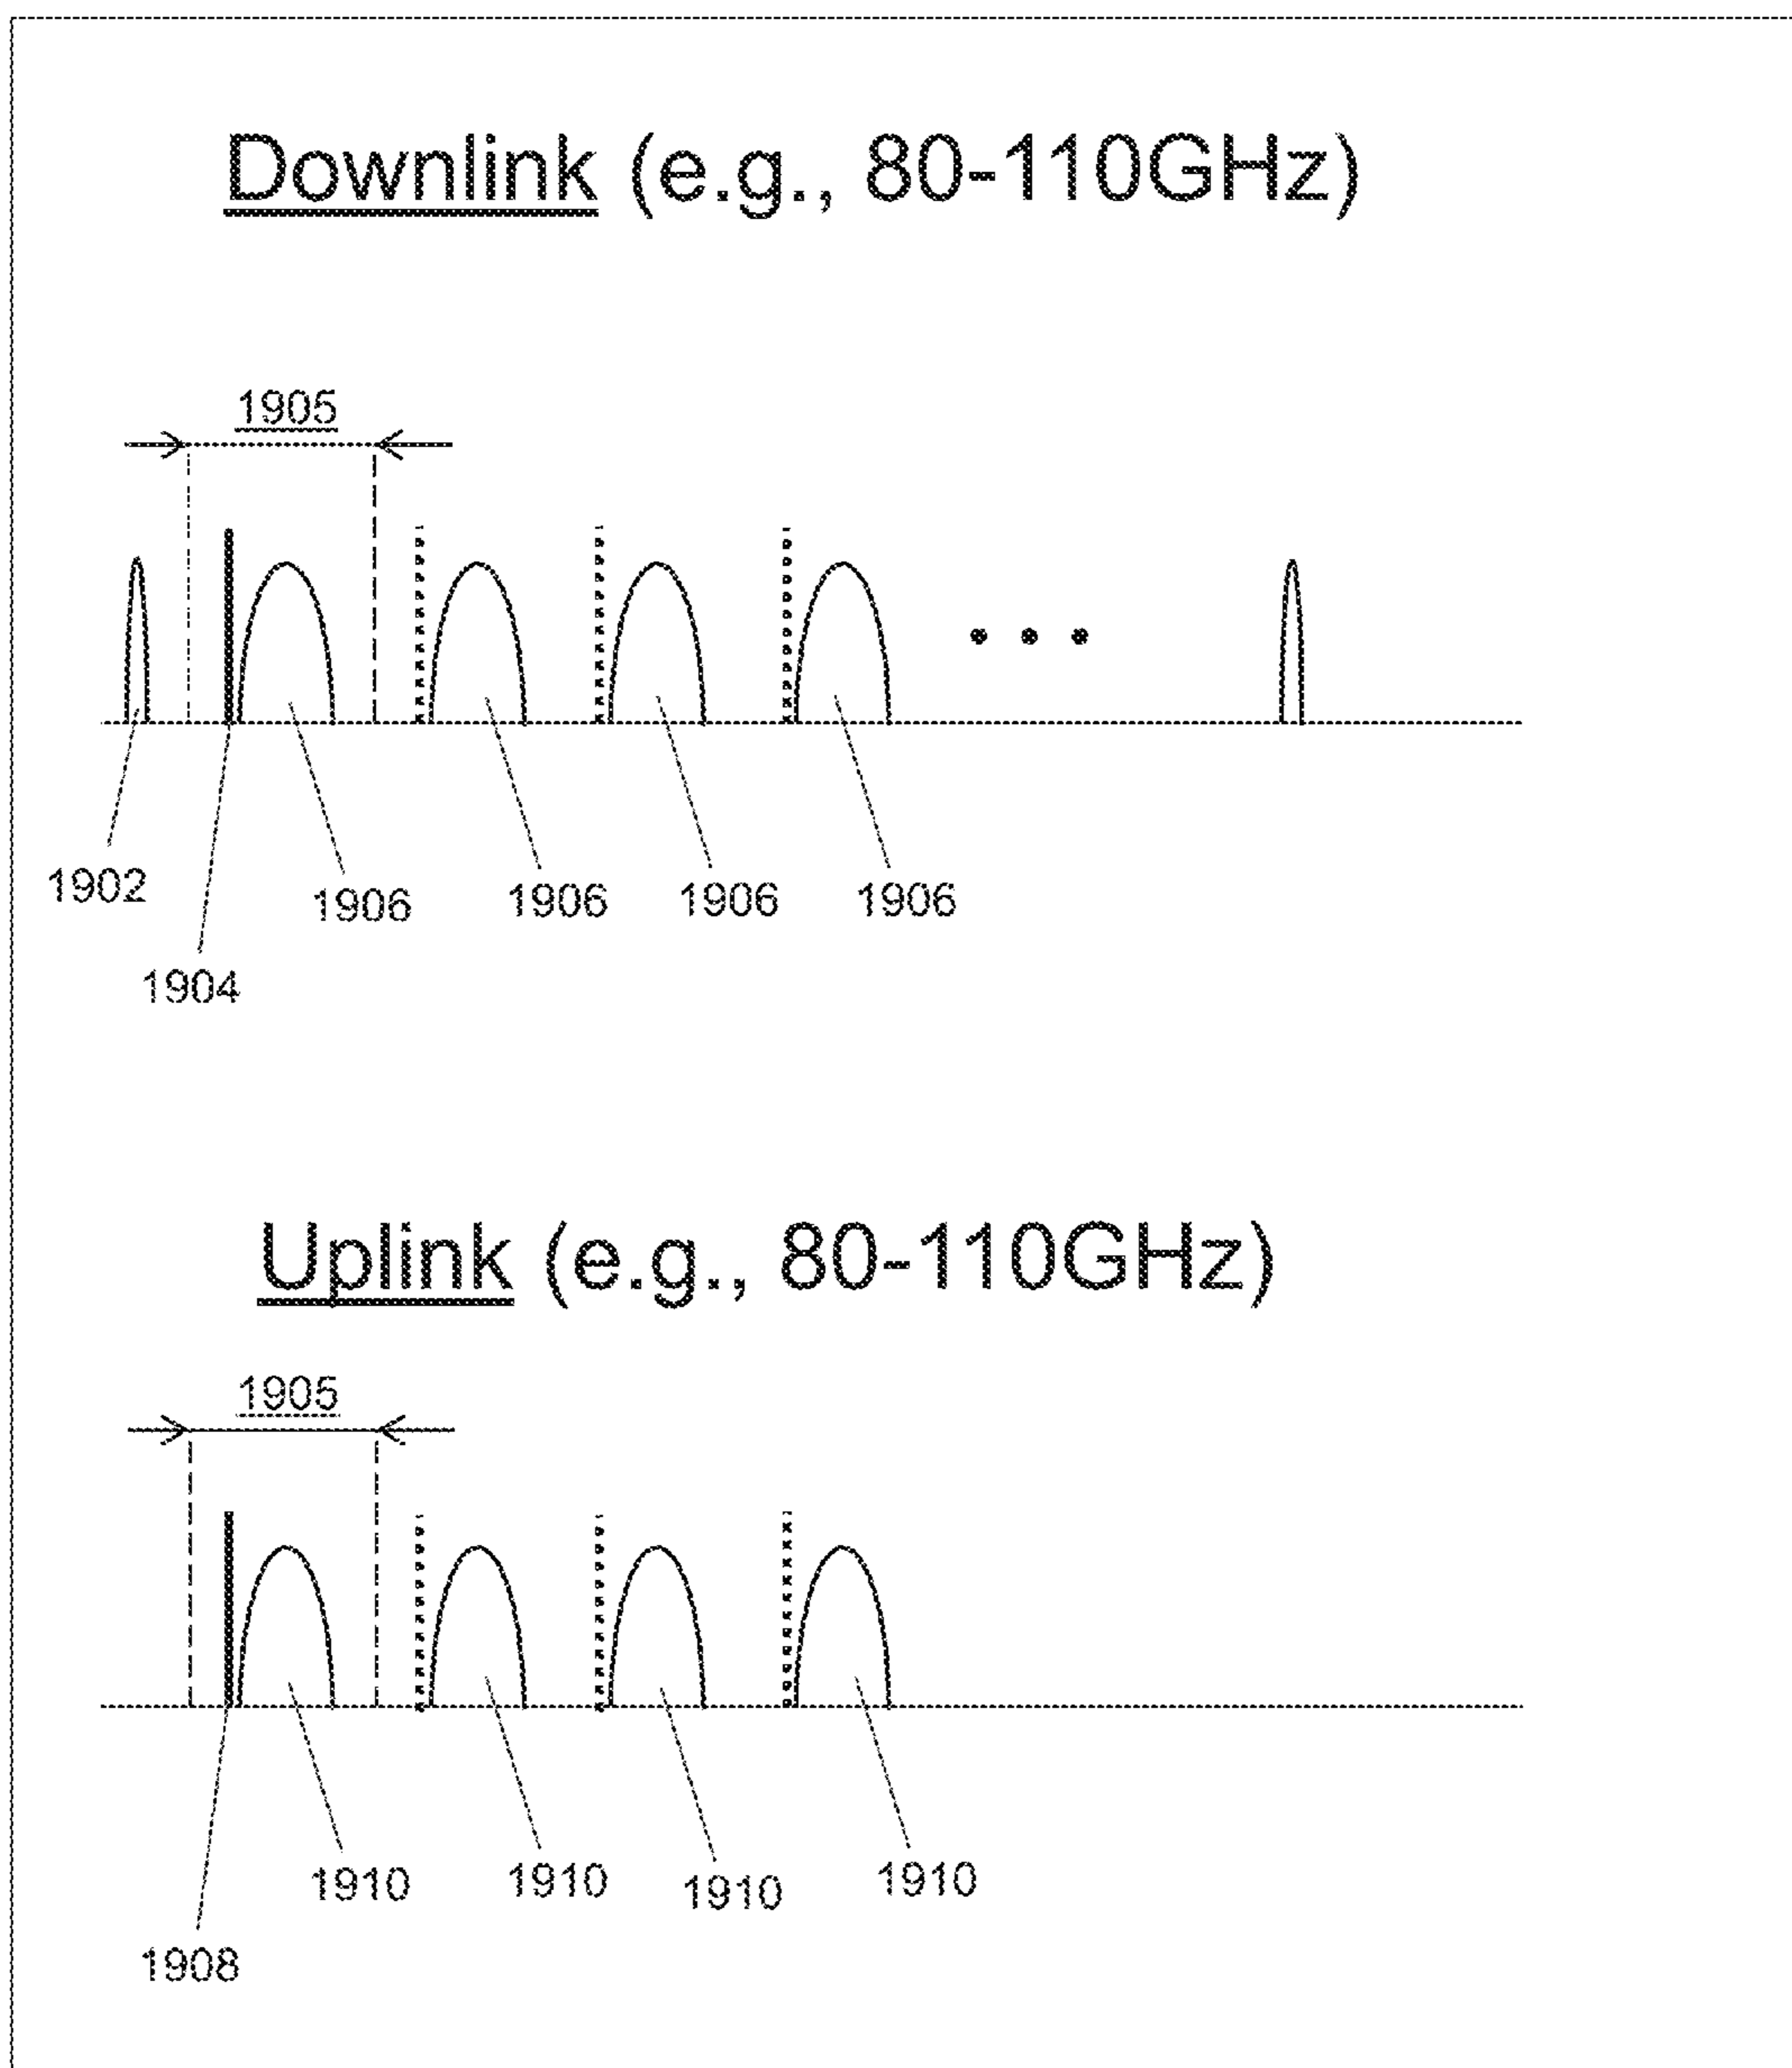 Downlink (e.g., 80-110GHz)
1905
1902 1906 1906 1906 1906
1904
Uplink (e.g., 80-110GHz)
1905
1910 1910 1910 1910
1908